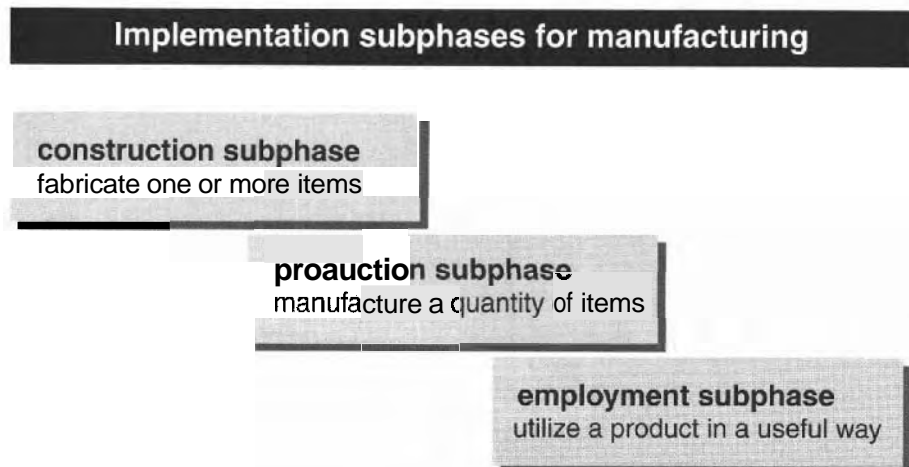 Implementation subphases for manufacturing
construction subphase
fabricate one or more items
proauction subphase
manufacture a quantity of items
employment subphase
utilize a product in a useful way